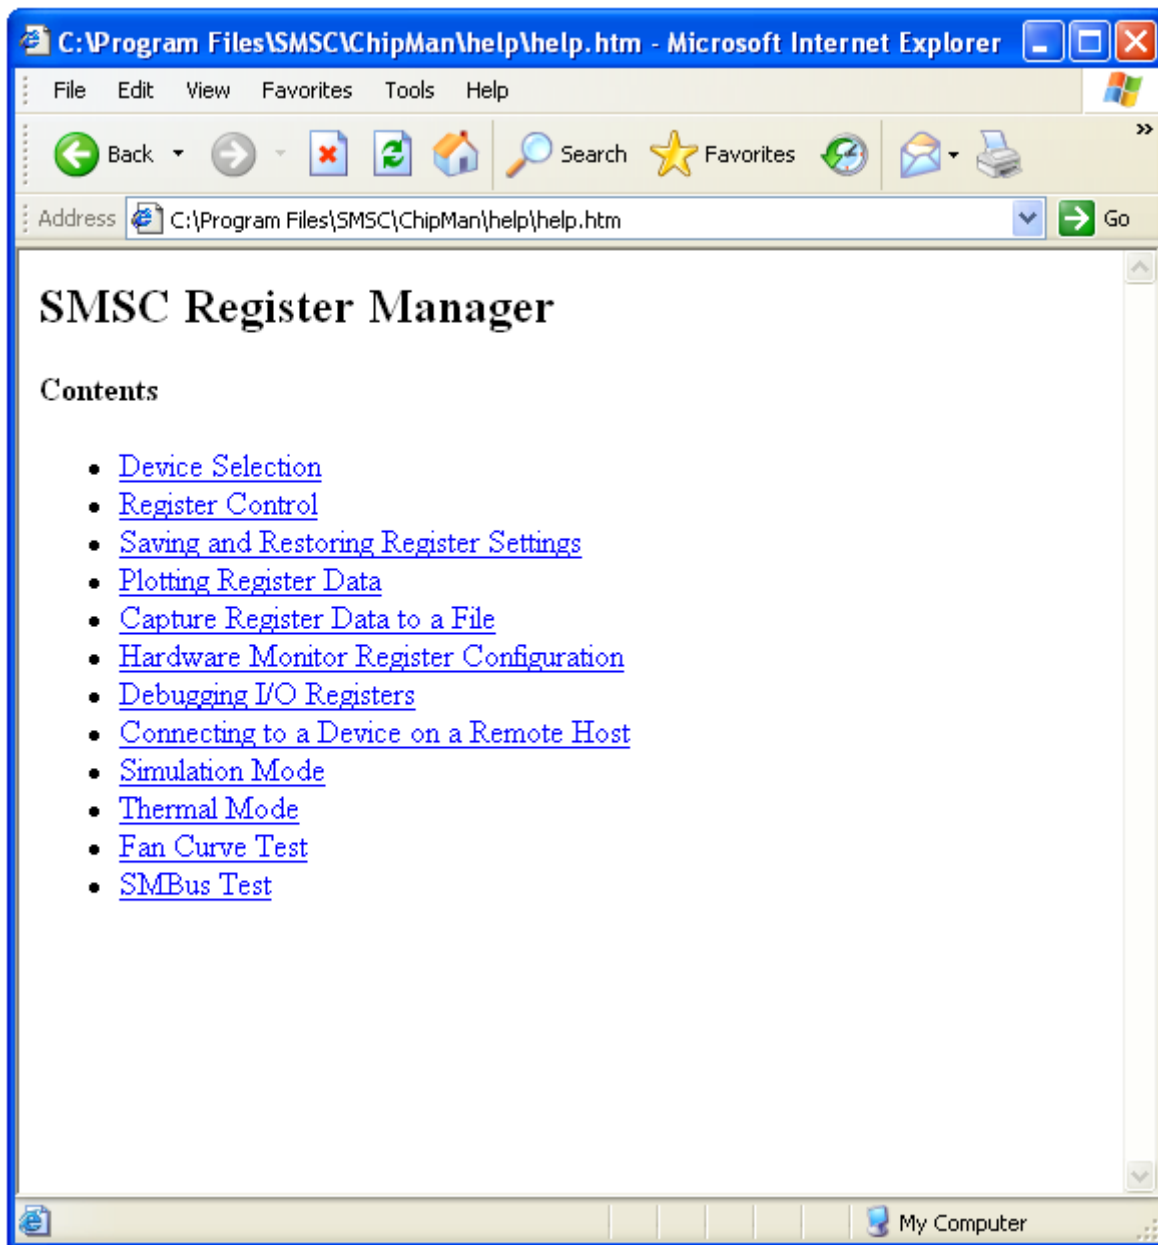 C:\Program Files\SMSC\ChipMan\help\help.htm - Microsoft Internet Explorer
File Edit View Favorites Tools Help
Back Search Favorites »
Address C:\Program Files\SMSC\ChipMan\help\help.htm Go
SMSC Register Manager
Contents
• Device Selection
• Register Control
• Saving and Restoring Register Settings
• Plotting Register Data
• Capture Register Data to a File
• Hardware Monitor Register Configuration
• Debugging I/O Registers
• Connecting to a Device on a Remote Host
• Simulation Mode
• Thermal Mode
• Fan Curve Test
• SMBus Test
My Computer